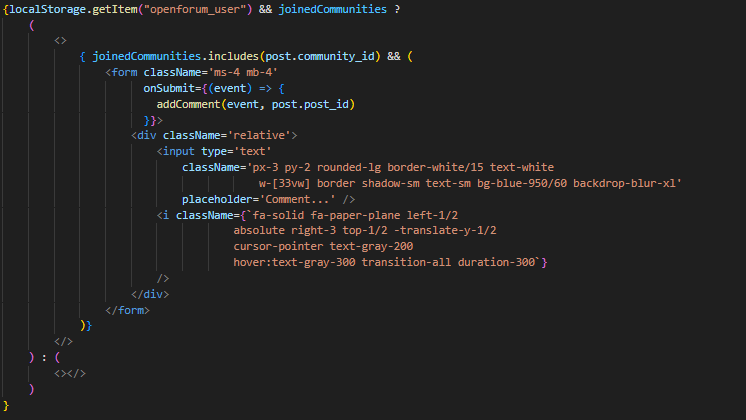 {localStorage.getItem("openforum_user") && joinedCommunities ?
(
<>
{ joinedCommunities.includes(post.community_id) && (
<form className='ms-4 mb-4'
onSubmit={(event) => {
addComment(event, post.post_id)
}}>
<div className='relative'>
<input type='text'
className='px-3 py-2 rounded-lg border-white/15 text-white
w-[33vw] border shadow-sm text-sm bg-blue-950/60 backdrop-blur-xl'
placeholder='Comment...' />
<i className={`fa-solid fa-paper-plane left-1/2
absolute right-3 top-1/2 -translate-y-1/2
cursor-pointer text-gray-200
hover:text-gray-300 transition-all duration-300`}
/>
</div>
</form>
)}
</>
) : (
<></>
)
}